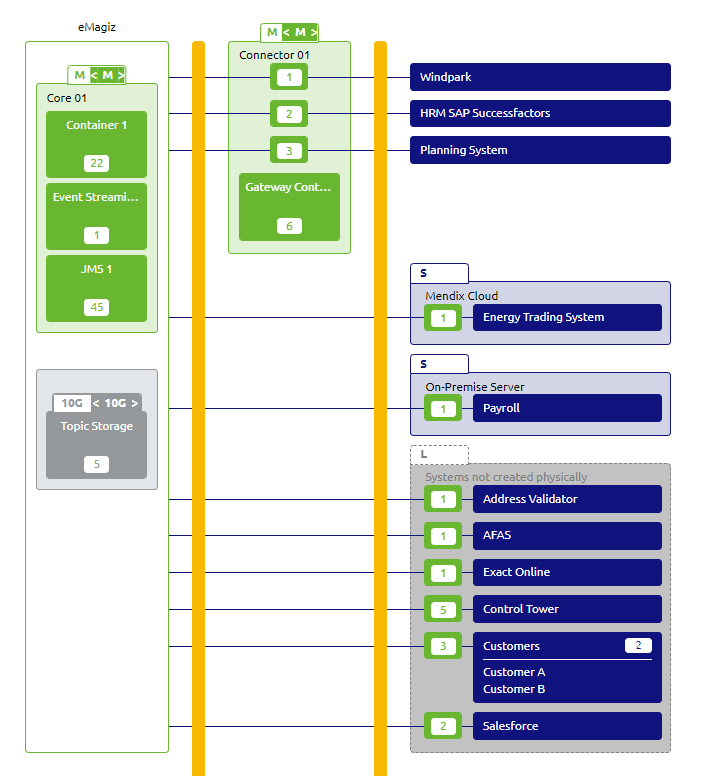 eMagiz
M < M >
Core 01
Container 1
22
Event Streami...
1
JMS 1
45
10G < 10G >
Topic Storage
5
M < M >
Connector 01
1
2
3
Gateway Cont...
6
Windpark
HRM SAP Successfactors
Planning System
S
Mendix Cloud
1 Energy Trading System
S
On-Premise Server
1 Payroll
L
Systems not created physically
1 Address Validator
1 AFAS
1 Exact Online
5 Control Tower
3 Customers 2
Customer A
Customer B
2 Salesforce